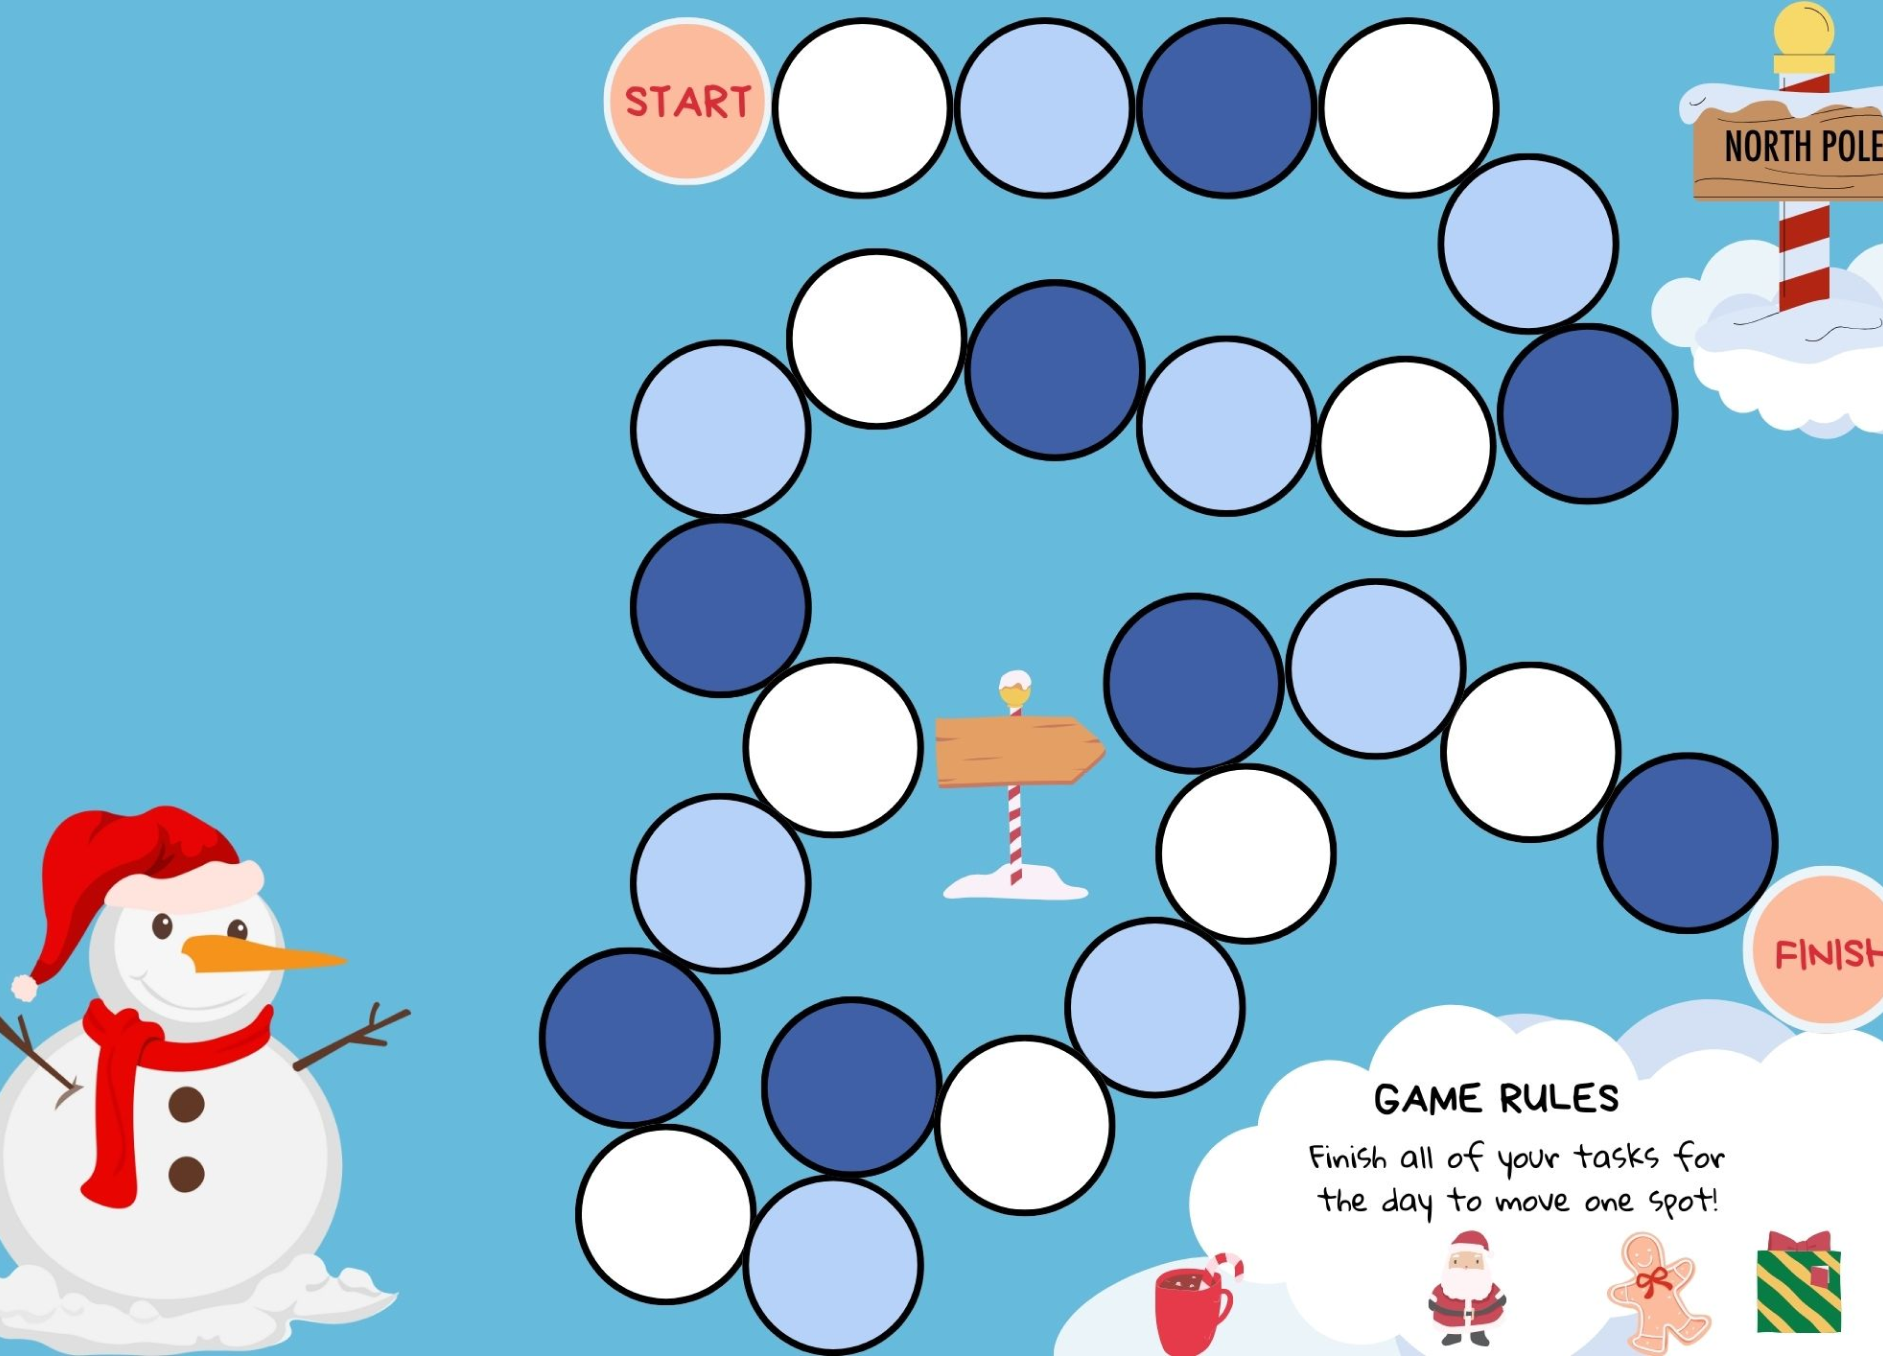 START
NORTH POLE
FINISH
GAME RULES
Finish all of your tasks for
the day to move one spot!